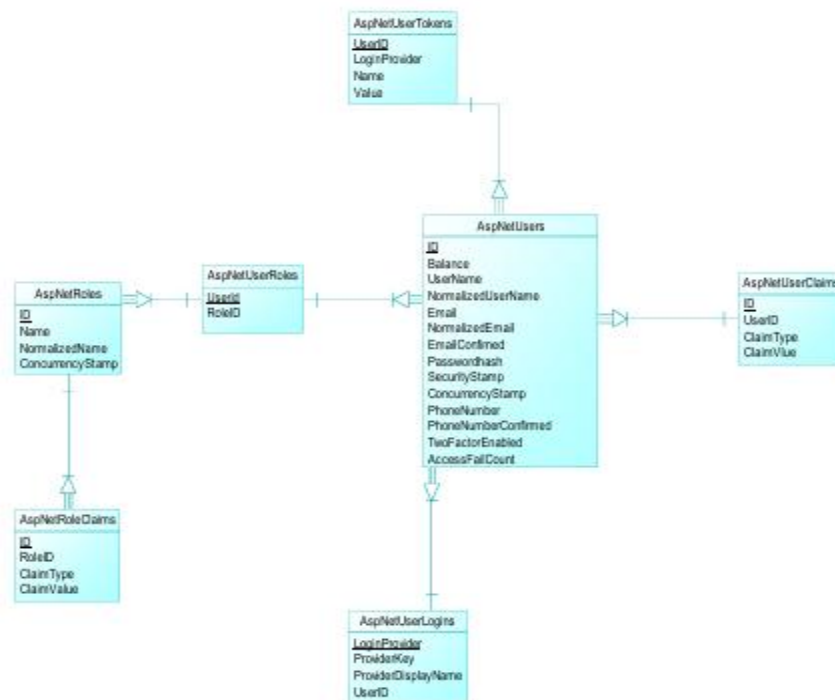 AspNetUserTokens
UserID
LoginProvider
Name
Value
AspNetUsers
ID
Balance
UserName
NormalizedUserName
Email
NormalizedEmail
EmailConfirmed
Passwordhash
SecurityStamp
ConcurrencyStamp
PhoneNumber
PhoneNumberConfirmed
TwoFactorEnabled
AccessFailCount
AspNetUserRoles
UserId
RoleID
AspNetRoles
ID
Name
NormalizedName
ConcurrencyStamp
AspNetUserClaims
ID
UserID
ClaimType
ClaimVlue
AspNetRoleClaims
ID
RoleID
ClaimType
ClaimValue
AspNetUserLogins
LoginProvider
ProviderKey
ProviderDisplayName
UserID